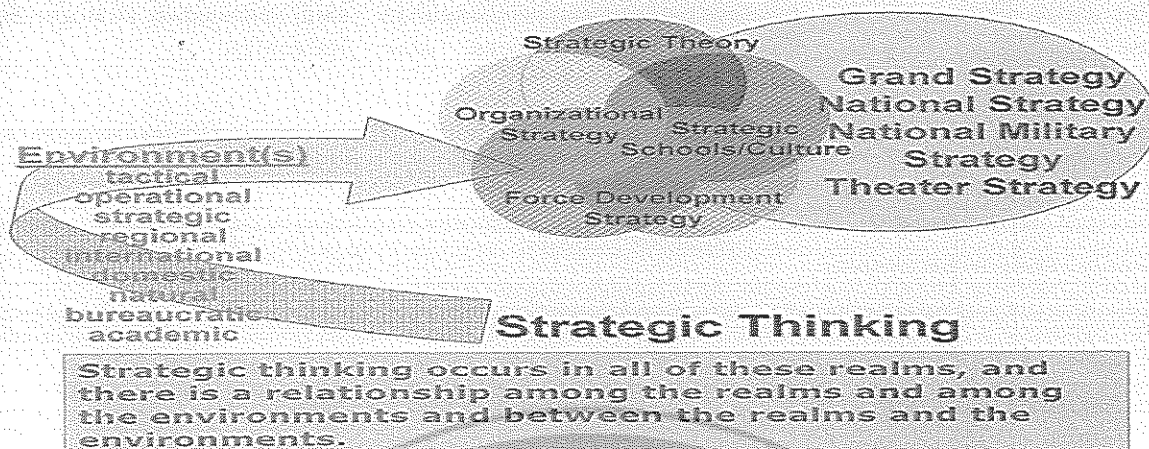 Strategic Theory
Organizational
Strategy
Strategic
Schools/Culture
Force Development
Strategy
Grand Strategy
National Strategy
National Military
Strategy
Theater Strategy
Environment(s)
tactical
operational
strategic
regional
international
domestic
natural
bureaucratic
academic
Strategic Thinking
Strategic thinking occurs in all of these realms, and
there is a relationship among the realms and among
the environments and between the realms and the
environments.